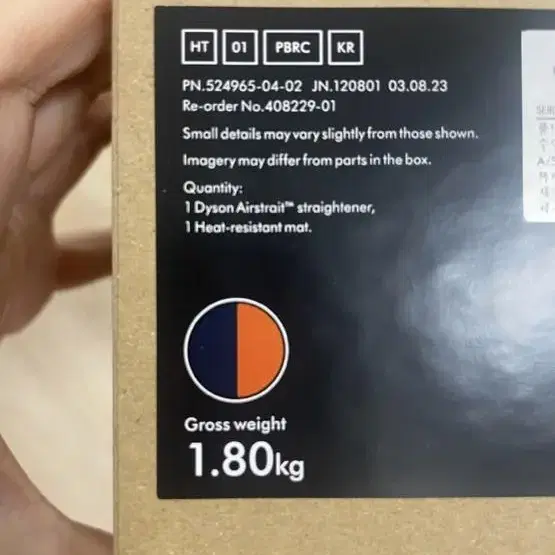 HT 01 PBRC KR
PN.524965-04-02 JN.120801 03.08.23
Re-order No.408229-01
Small details may vary slightly from those shown.
Imagery may differ from parts in the box.
Quantity:
1 Dyson Airstrait™ straightener,
1 Heat-resistant mat.
Gross weight
1.80kg